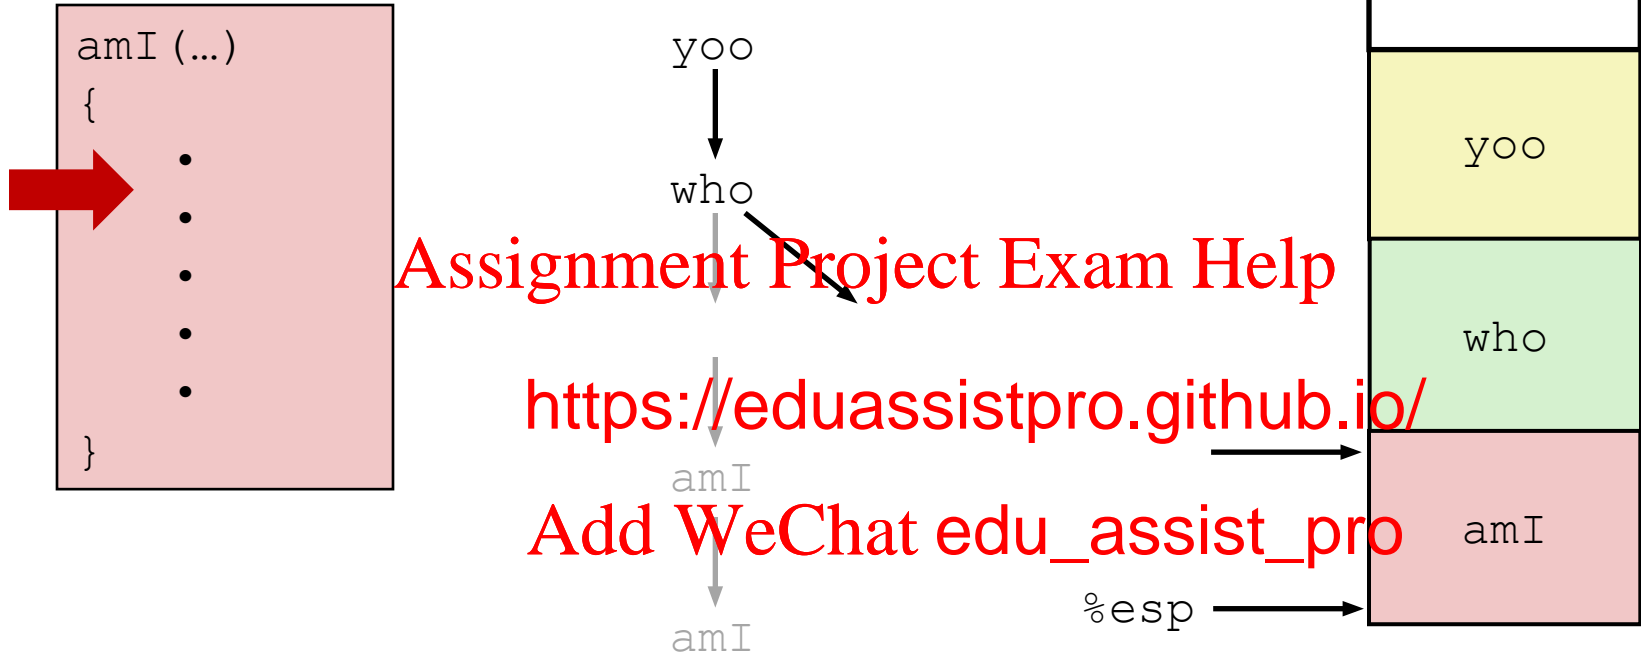 amI(…)
{
•
•
•
•
•
}
yoo
who
Assignment Project Exam Help
https://eduassistpro.github.io/
amI
Add WeChat edu_assist_pro
%esp
amI
yoo
who
amI